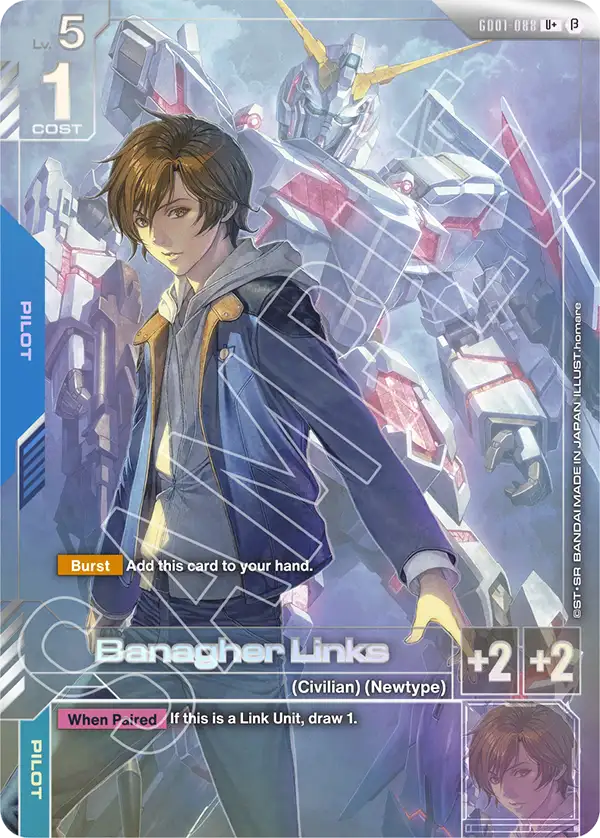 Lv. 5
GD01-088 U+ β
1
COST
PILOT
©ST・SR BANDAI MADE IN JAPAN ILLUST.homare
SAMPLE
Burst Add this card to your hand.
Banagher Links
+2 +2
(Civilian) (Newtype)
When Paired If this is a Link Unit, draw 1.
PILOT